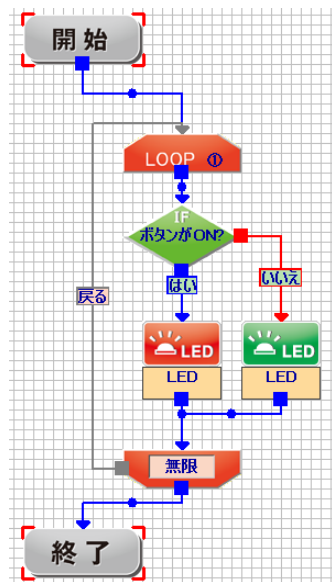 開始
LOOP ①
IF
ボタンがON?
はい
いいえ
戻る
LED
LED
LED
LED
無限
終了